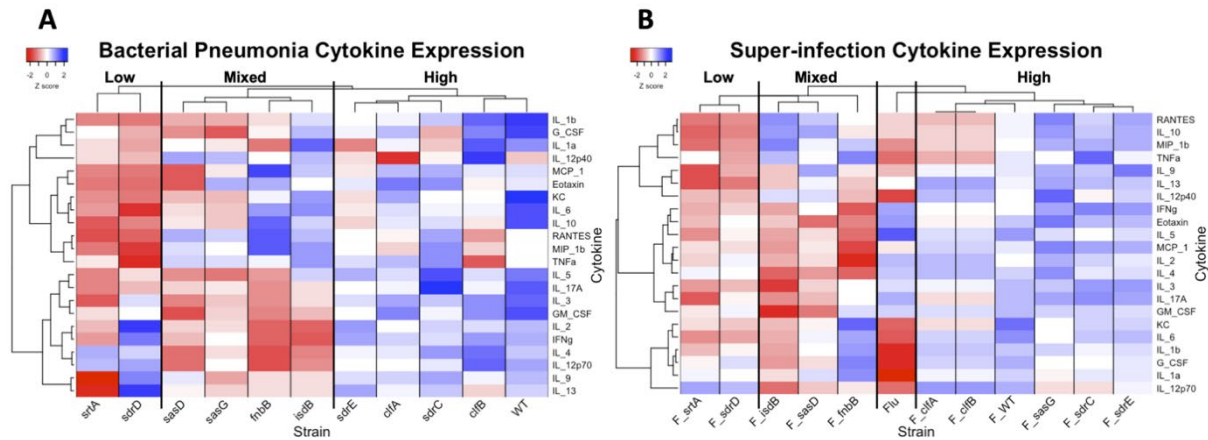 A
Bacterial Pneumonia Cytokine Expression
-2 0 2
Z score
Low
Mixed
High
IL_1b
G_CSF
IL_1a
IL_12p40
MCP_1
Eotaxin
KC
IL_6
IL_10
RANTES
MIP_1b
TNFa
IL_5
IL_17A
IL_3
GM_CSF
IL_2
IFNg
IL_4
IL_12p70
IL_9
IL_13
Cytokine
srtA
sdrD
sasD
sasG
fnbB
isdB
sdrE
clfA
sdrC
clfB
WT
Strain
B
Super-infection Cytokine Expression
-2 0 2
Z score
Low
Mixed
High
RANTES
IL_10
MIP_1b
TNFa
IL_9
IL_13
IL_12p40
IFNg
Eotaxin
IL_5
MCP_1
IL_2
IL_4
IL_3
IL_17A
GM_CSF
KC
IL_6
IL_1b
G_CSF
IL_1a
IL_12p70
Cytokine
F_srtA
F_sdrD
F_isdB
F_sasD
F_fnbB
Flu
F_clfA
F_clfB
F_WT
F_sasG
F_sdrC
F_sdrE
Strain